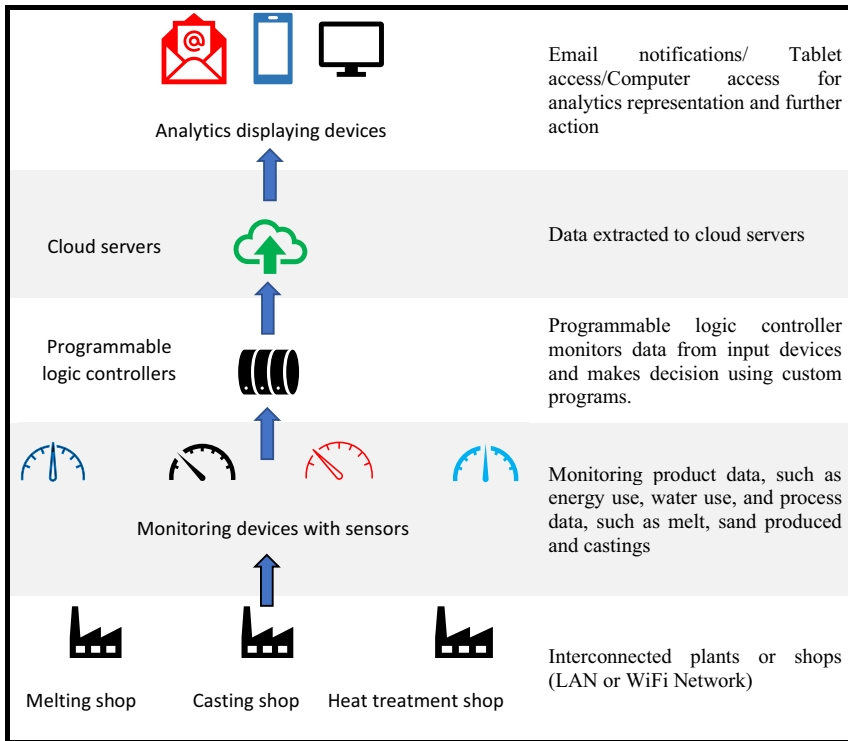 @
Email notifications/ Tablet
access/Computer access for
analytics representation and further
action
Analytics displaying devices
Cloud servers
Data extracted to cloud servers
Programmable
logic controllers
Programmable logic controller
monitors data from input devices
and makes decision using custom
programs.
Monitoring devices with sensors
Monitoring product data, such as
energy use, water use, and process
data, such as melt, sand produced
and castings
Melting shop
Casting shop
Heat treatment shop
Interconnected plants or shops
(LAN or WiFi Network)